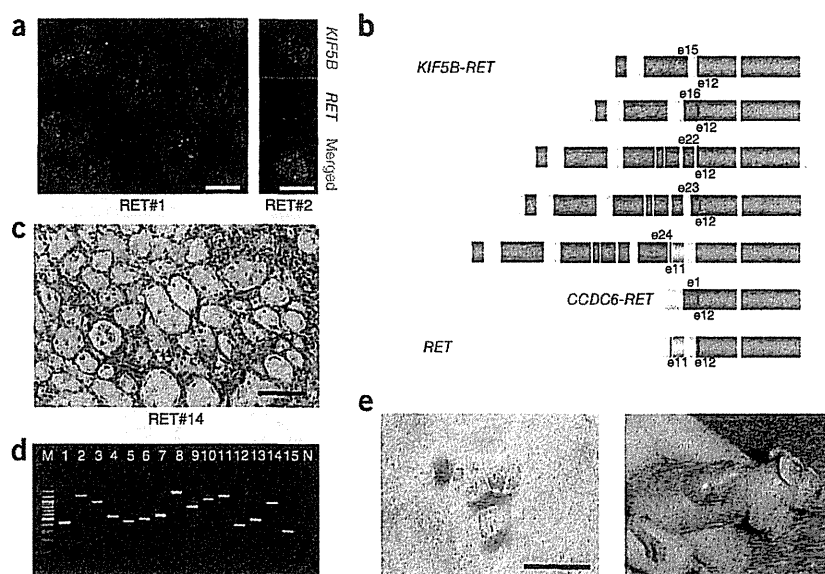 a
KIF5B
RET
Merged
RET#1
RET#2
b
KIF5B-RET
e15
e12
e16
e12
e22
e12
e23
e12
e24
e11
CCDC6-RET
e1
e12
RET
e11 e12
c
RET#14
d
M 1 2 3 4 5 6 7 8 9 10 11 12 13 14 15 N
e